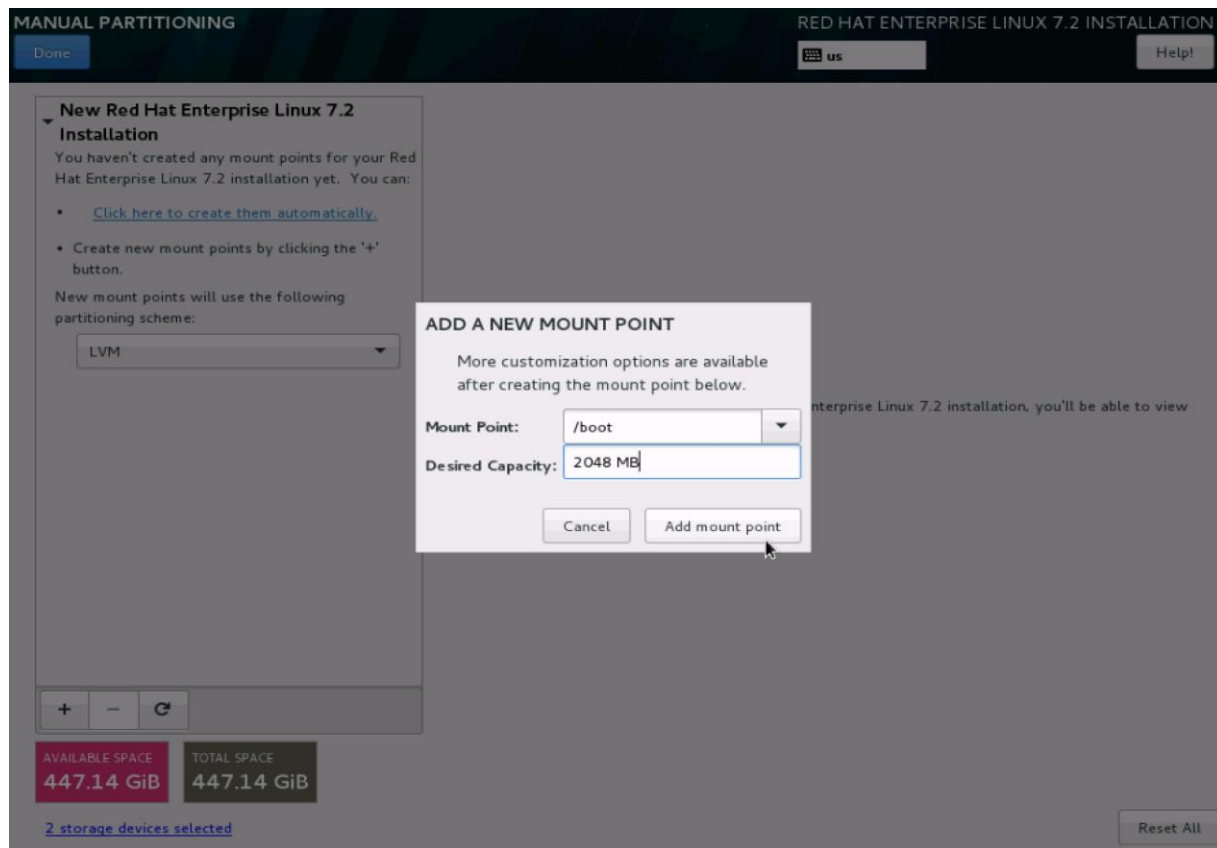 MANUAL PARTITIONING
RED HAT ENTERPRISE LINUX 7.2 INSTALLATION
Done
us
Help!
New Red Hat Enterprise Linux 7.2
Installation
You haven't created any mount points for your Red
Hat Enterprise Linux 7.2 installation yet. You can:
• Click here to create them automatically.
• Create new mount points by clicking the '+'
button.
New mount points will use the following
partitioning scheme:
LVM
ADD A NEW MOUNT POINT
More customization options are available
after creating the mount point below.
Mount Point: /boot
Desired Capacity: 2048 MB
Cancel Add mount point
nterprise Linux 7.2 installation, you'll be able to view
+ −
AVAILABLE SPACE
447.14 GiB
TOTAL SPACE
447.14 GiB
2 storage devices selected
Reset All